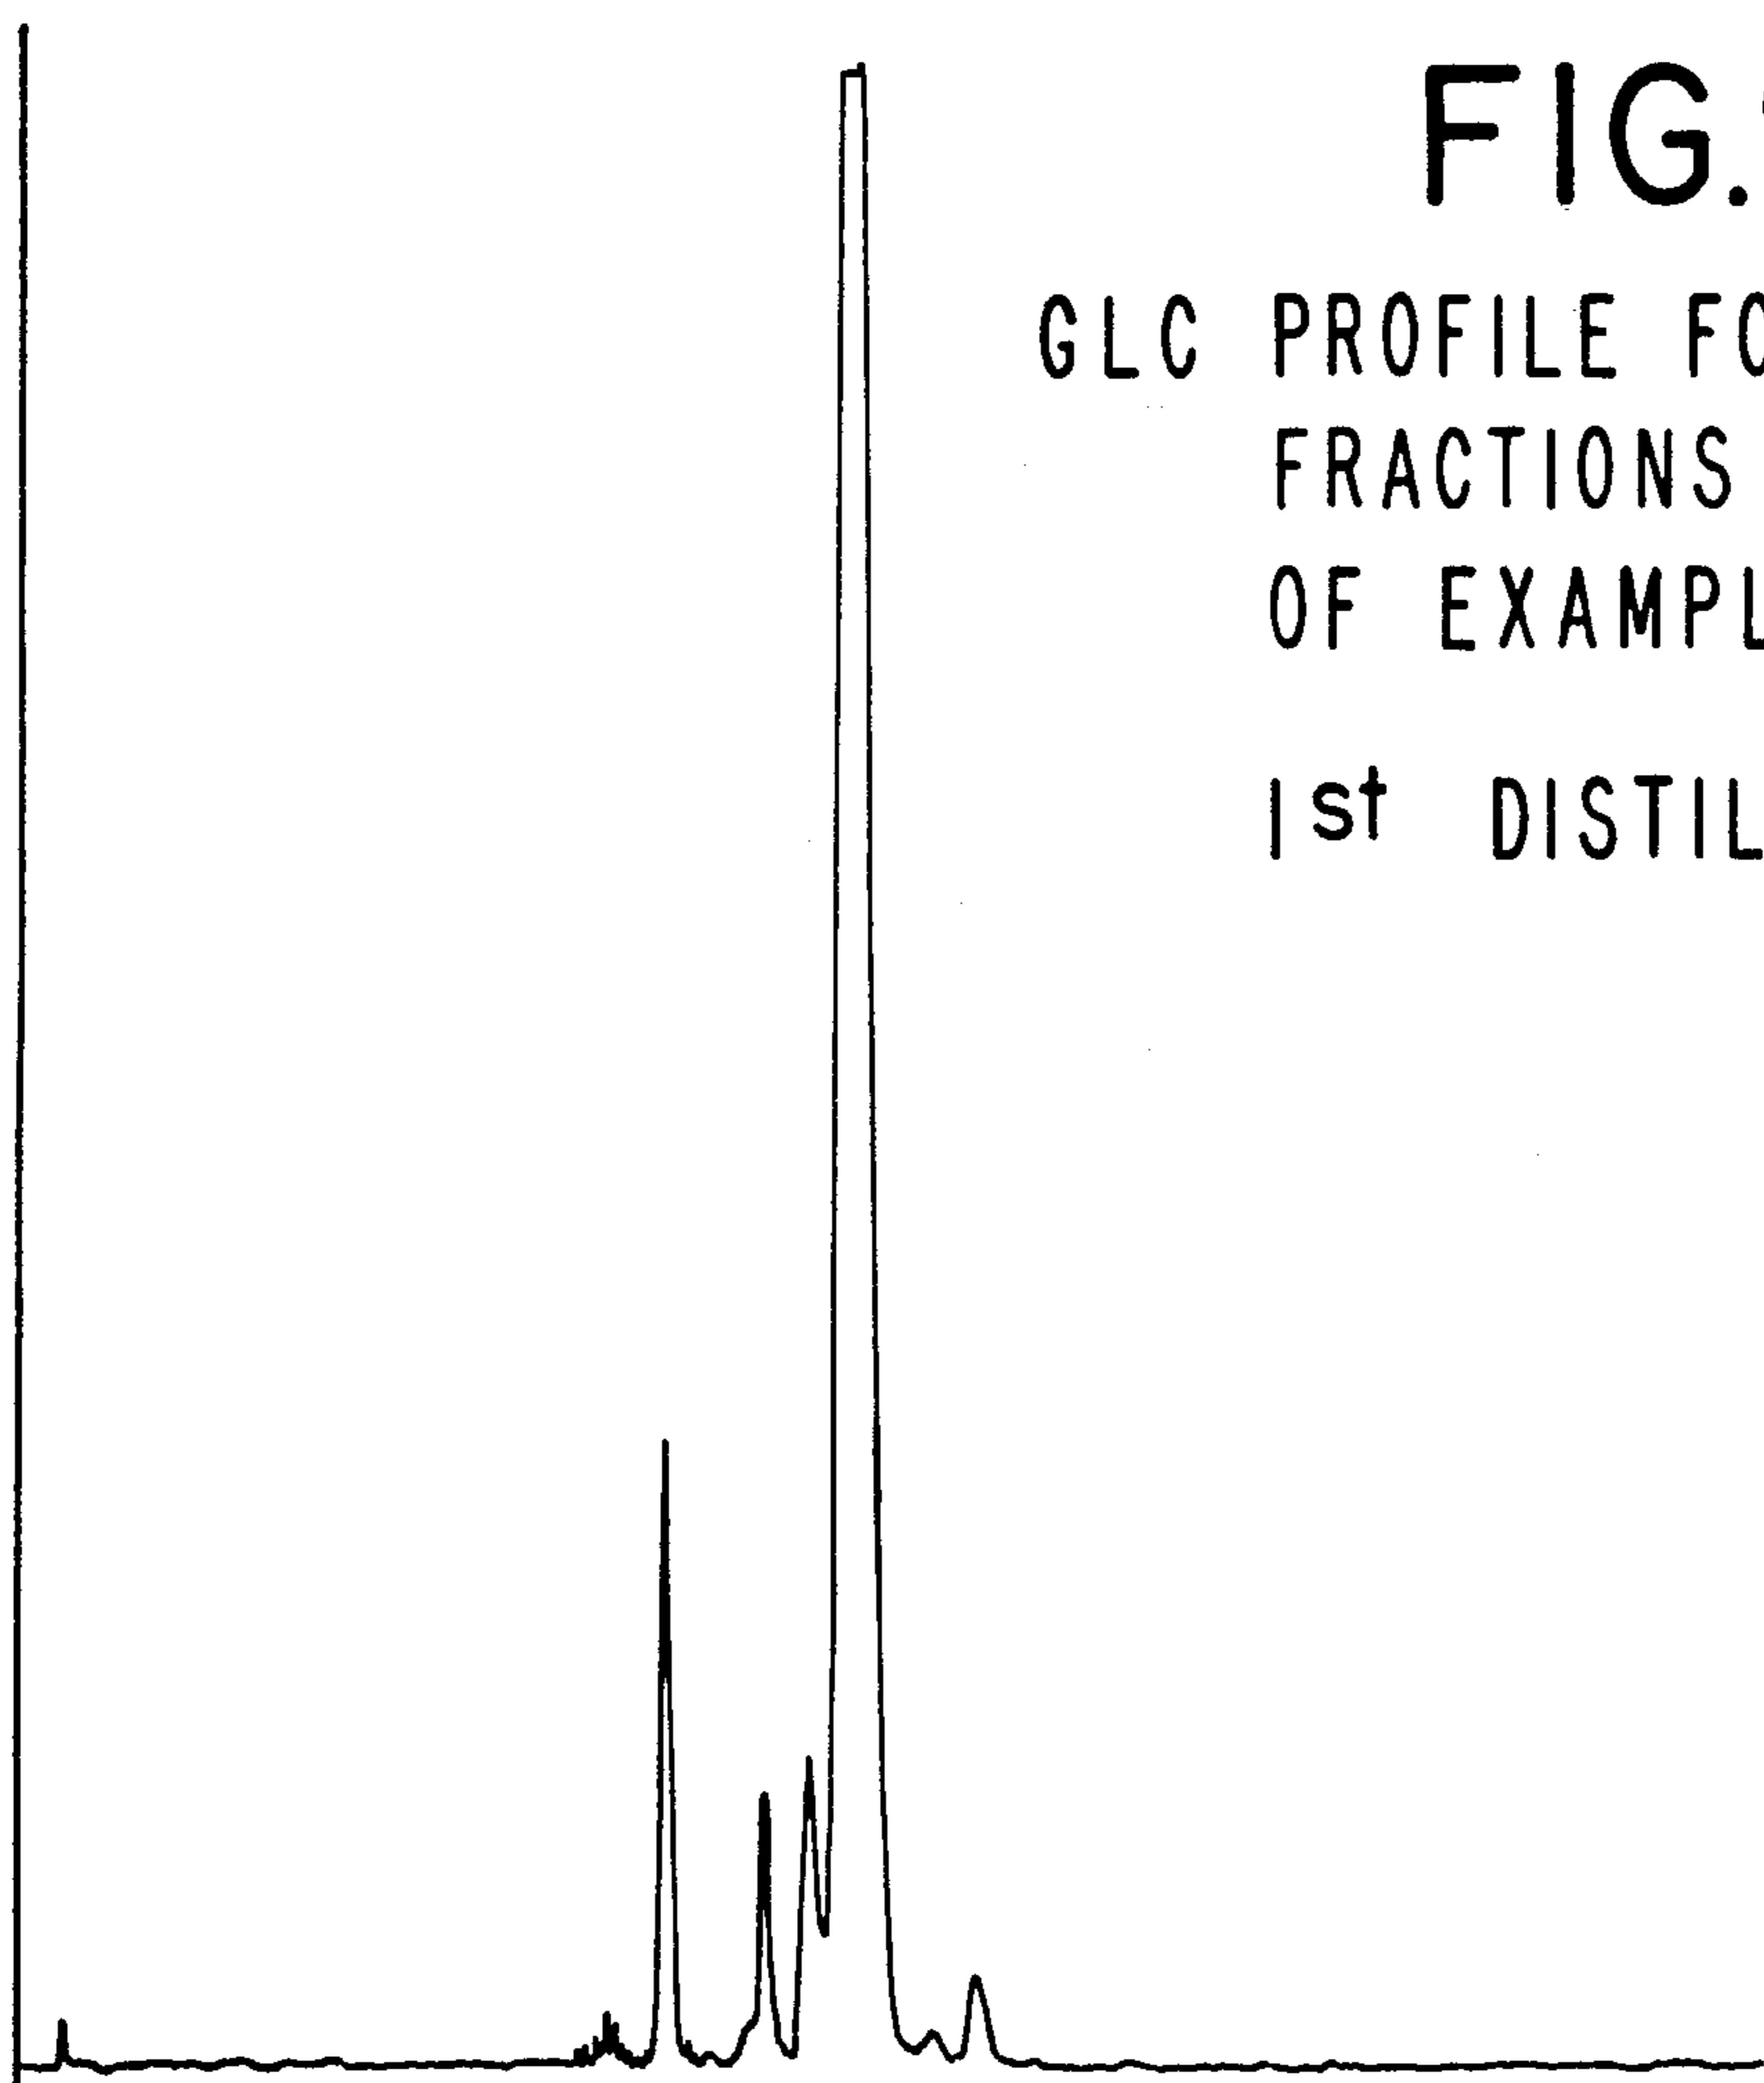 FIG.
GLC PROFILE FO
FRACTIONS
OF EXAMPL
1st DISTIL